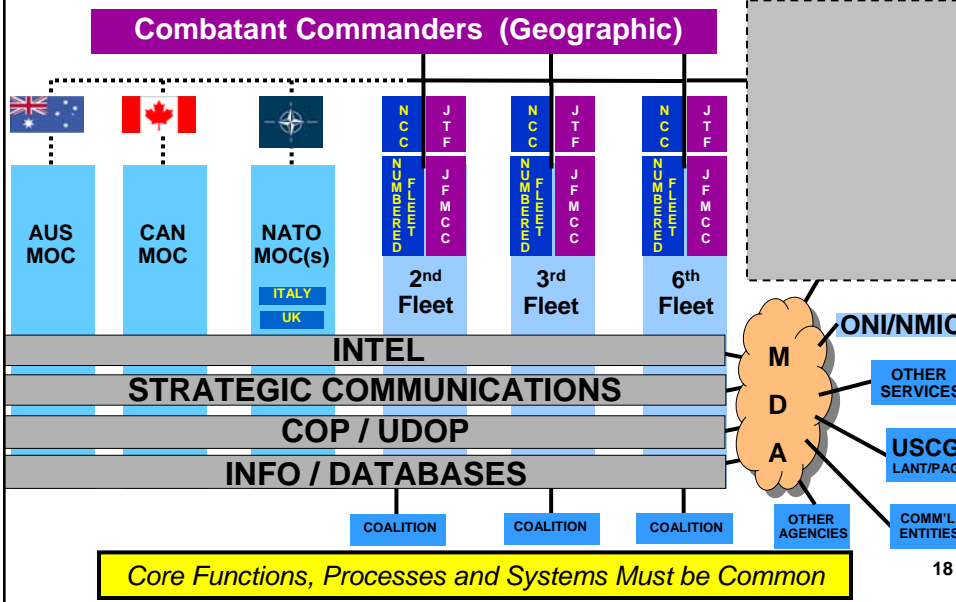 Combatant Commanders (Geographic)
NCC
JTF
NCC
JTF
NCC
JTF
NUMBERED
FLEET
JFMCC
NUMBERED
FLEET
JFMCC
NUMBERED
FLEET
JFMCC
AUS
MOC
CAN
MOC
NATO
MOC(s)
ITALY
UK
2nd
Fleet
3rd
Fleet
6th
Fleet
INTEL
STRATEGIC COMMUNICATIONS
COP / UDOP
INFO / DATABASES
M
D
A
ONI/NMIC
OTHER
SERVICES
USCG
LANT/PAC
COMM'L
ENTITIES
OTHER
AGENCIES
COALITION
COALITION
COALITION
Core Functions, Processes and Systems Must be Common
18